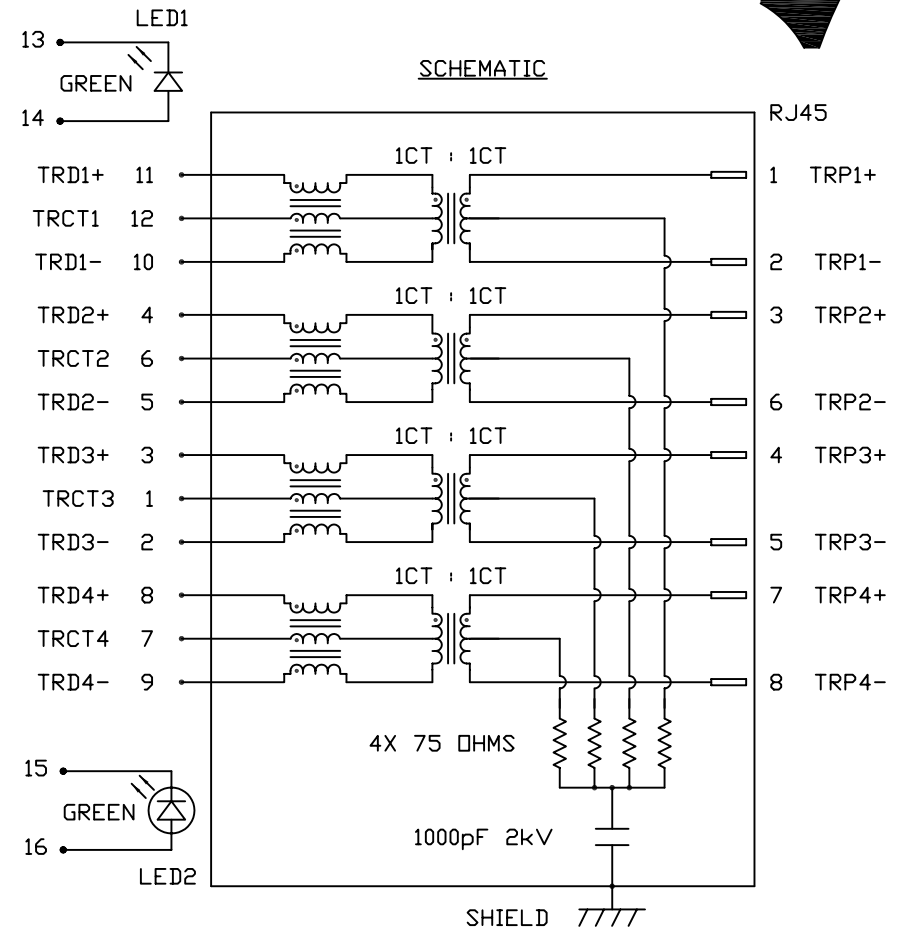 LED1
13
GREEN
14
SCHEMATIC
RJ45
1CT : 1CT
TRD1+ 11 1 TRP1+
TRCT1 12
TRD1- 10 2 TRP1-
1CT : 1CT
TRD2+ 4 3 TRP2+
TRCT2 6
TRD2- 5 6 TRP2-
1CT : 1CT
TRD3+ 3 4 TRP3+
TRCT3 1
TRD3- 2 5 TRP3-
1CT : 1CT
TRD4+ 8 7 TRP4+
TRCT4 7
TRD4- 9 8 TRP4-
4X 75 OHMS
15
GREEN
16
LED2
1000pF 2kV
SHIELD